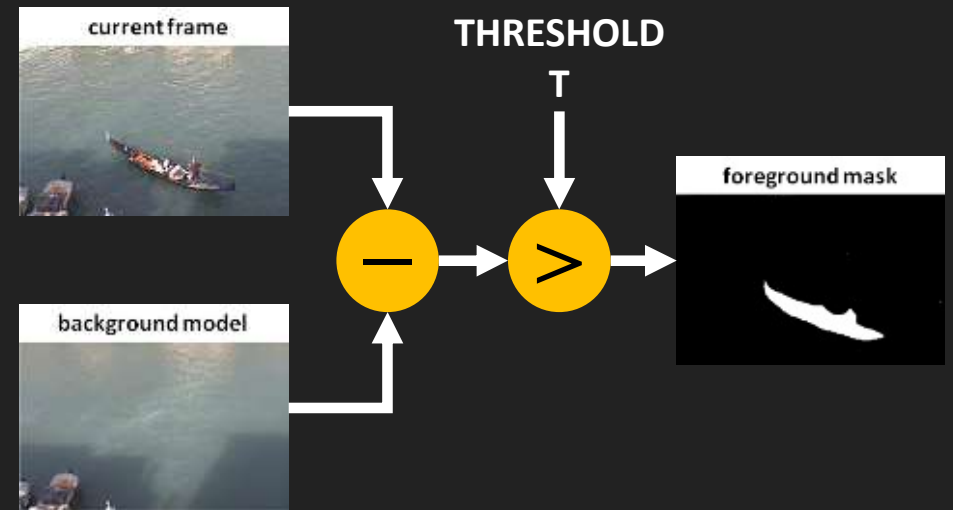 current frame
THRESHOLD
T
−
>
foreground mask
background model